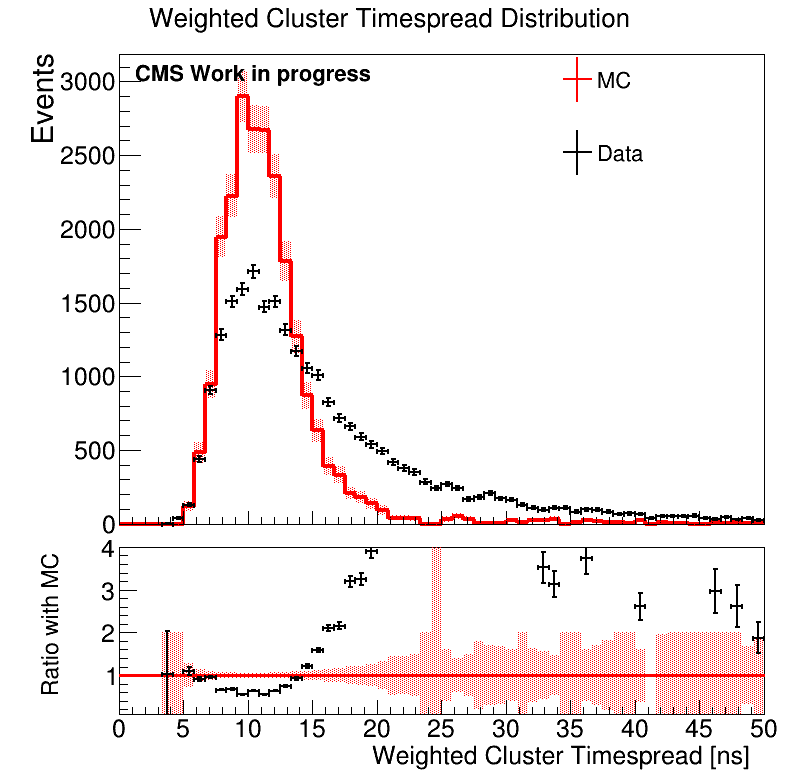 Weighted Cluster Timespread Distribution
Events
CMS Work in progress
MC
Data
3000
2500
2000
1500
1000
500
0
Ratio with MC
4
3
2
1
0 5 10 15 20 25 30 35 40 45 50
Weighted Cluster Timespread [ns]